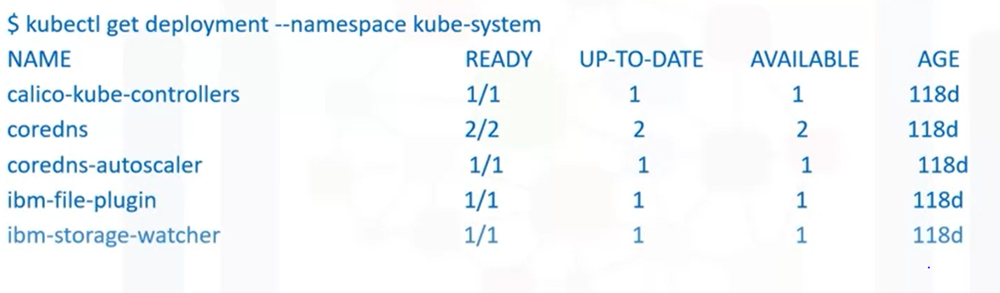 $ kubectl get deployment --namespace kube-system
NAME READY UP-TO-DATE AVAILABLE AGE
calico-kube-controllers 1/1 1 1 118d
coredns 2/2 2 2 118d
coredns-autoscaler 1/1 1 1 118d
ibm-file-plugin 1/1 1 1 118d
ibm-storage-watcher 1/1 1 1 118d